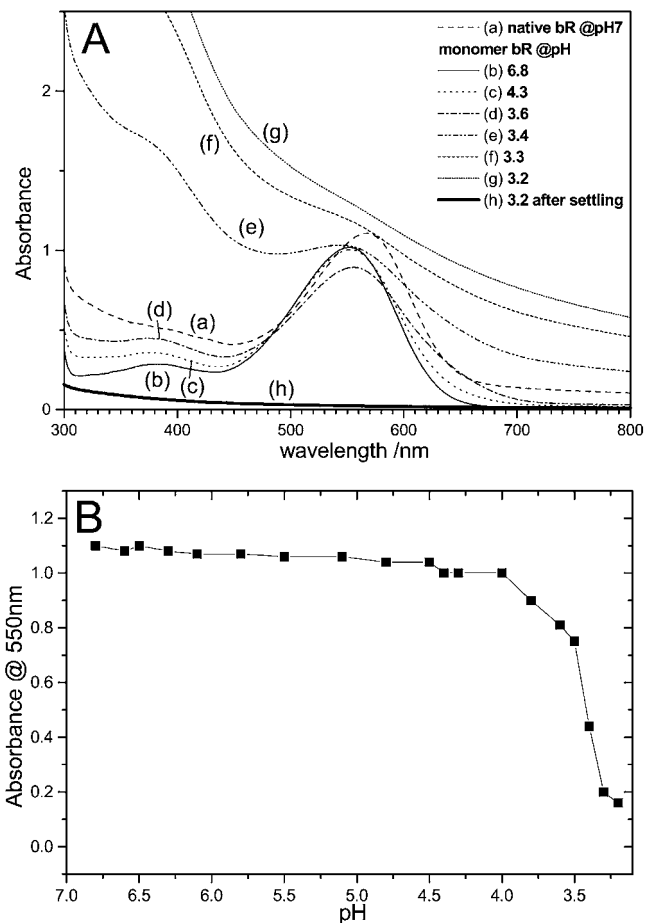 A
(a) native bR @pH7
monomer bR @pH
(b) 6.8
(c) 4.3
(d) 3.6
(e) 3.4
(f) 3.3
(g) 3.2
(h) 3.2 after settling
(g)
(f)
(e)
(d)
(a)
(b)
(c)
(h)
Absorbance
2
1
0
300 400 500 600 700 800
wavelength /nm
B
Absorbance @ 550nm
1.2
1.0
0.8
0.6
0.4
0.2
0.0
7.0 6.5 6.0 5.5 5.0 4.5 4.0 3.5
pH